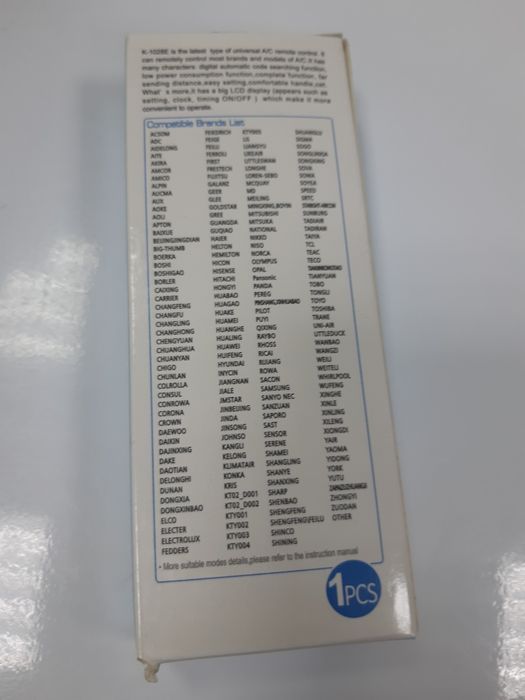 K-1028E is the latest type of universal A/C remote control. it
can remotely control most brands and models of A/C It has
many characters: digital automatic code searching function,
low power consumption function, complete function, far
sending distance, easy setting, comfortable handle, cet.
What's more, it has a big LCD display (appears such as
setting, clock, timing ON/OFF) which make it more
convenient to operate.
Compatible Brands List:
ACSON FRIEDRICH KTY005
ADC FEIGE LG
AIDELONG FEILU LIANGYU
AITE FERROLI
AKIRA FIRST LITTLESWAN SONGXING
AMCOR FRESTECH LONGHE SOVA
AMICO FUJITSU LOREN-SEBO SOWA
ALPIN GALANZ MCQUAY SOYEA
AUCMA GEER MD SPEED
AUX GLEE MEILING SRTC
AOKE GOLDSTAR
AOLI GREE MITSUBISHI SUNBURG
APTON GUANGDA MITSUKA TADIAIR
BAIXUE GUQIAO NATIONAL TADIRAN
BEIJINGJINGDIAN HAIER NIKKO TAIYA
BIG-THUMB HELTON NISO TCL
BOERKA HEMILTON NORCA TEAC
BOSHI HICON OLYMPUS TECO
BOSHIGAO HISENSE OPAL
BORLER HITACHI Panasonic TIANYUAN
CAIXING HONGYI PANDA TOBO
CARRIER HUABAO PEREG TONGLI
CHANGFENG HUAGAO TOYO
CHANGFU HUAKE PILOT TOSHIBA
CHANGLING HUAMEI PUYI TRANE
CHANGHONG HUANGHE QIXING UNI-AIR
CHENGYUAN HUALING RAYBO LITTLEDUCK
CHUANGHUA HUAWEI RHOSS WANBAO
CHUANYAN HUIFENG RICAI WANGZI
CHIGO HYUNDAI RIJIANG WEILI
CHUNLAN INYCIN ROWA WEITELI
COLROLLA JIANGNAN SACON WHIRLPOOL
CONSUL JIALE SAMSUNG WUFENG
CONROWA JMSTAR SANYO NEC XINGHE
CORONA JINBEIJING SANZUAN XINLE
CROWN JINDA SAPORO XINLING
DAEWOO JINSONG SAST XILENG
DAIKIN JOHNSO SENSOR XIONGDI
DAJINXING KANGLI SERENE YAIR
DAKE KELONG SHAMEI YAOMA
DAOTIAN KLIMATAIR SHANGLING YIDONG
DELONGHI KONKA SHANYE YORK
DUNAN KRIS SHANXING YUTU
DONGXIA KT02_D001 SHARP
DONGXINBAO KT02_D002 SHENBAO ZHONGYI
ELCO KTY001 SHENGFENG ZUODAN
ELECTER KTY002 SHENGFENG\FEILU OTHER
ELECTROLUX KTY003 SHINCO
FEDDERS KTY004 SHINING
• More suitable modes details, please refer to the instruction manual
1PCS